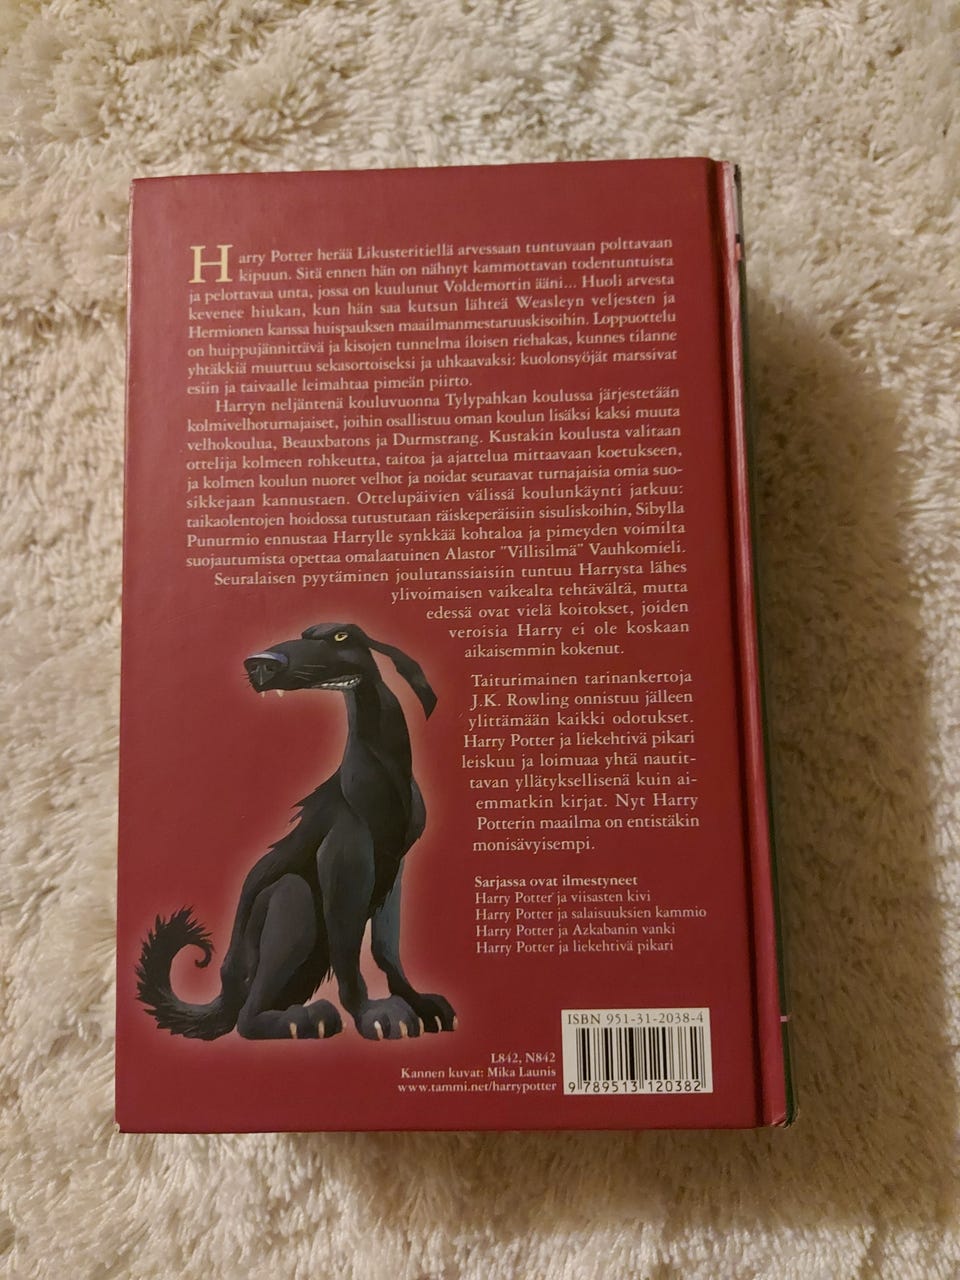 Harry Potter herää Likusteritiellä arvessaan tuntuvaan polttavaan
kipuun. Sitä ennen hän on nähnyt kammottavan todentuntuista
ja pelottavaa unta, jossa on kuulunut Voldemortin ääni... Huoli arvesta
kevenee hiukan, kun hän saa kutsun lähteä Weasleyn veljesten ja
Hermionen kanssa huispauksen maailmanmestaruuskisoihin. Loppuottelu
on huippujännittävä ja kisojen tunnelma iloisen riehakas, kunnes tilanne
yhtäkkiä muuttuu sekasortoiseksi ja uhkaavaksi: kuolonsyöjät marssivat
esiin ja taivaalle leimahtaa pimeän piirto.
Harryn neljäntenä kouluvuonna Tylypahkan koulussa järjestetään
kolmivelhoturnajaiset, joihin osallistuu oman koulun lisäksi kaksi muuta
velhokoulua, Beauxbatons ja Durmstrang. Kustakin koulusta valitaan
ottelija kolmeen rohkeutta, taitoa ja ajattelua mittaavaan koetukseen,
ja kolmen koulun nuoret velhot ja noidat seuraavat turnajaisia omia suo-
sikkejaan kannustaen. Ottelupäivien välissä koulunkäynti jatkuu:
taikaolentojen hoidossa tutustutaan räiskeperäisiin sisuliskoihin, Sibylla
Punurmio ennustaa Harrylle synkkää kohtaloa ja pimeyden voimilta
suojautumista opettaa omalaatuinen Alastor "Villisilmä" Vauhkomieli.
Seuralaisen pyytäminen joulutanssiaisiin tuntuu Harrysta lähes
ylivoimaisen vaikealta tehtävältä, mutta
edessä ovat vielä koitokset, joiden
veroisia Harry ei ole koskaan
aikaisemmin kokenut.
Taiturimainen tarinankertoja
J.K. Rowling onnistuu jälleen
ylittämään kaikki odotukset.
Harry Potter ja liekehtivä pikari
leiskuu ja loimuaa yhtä nautit-
tavan yllätyksellisenä kuin ai-
emmatkin kirjat. Nyt Harry
Potterin maailma on entistäkin
monisävyisempi.
Sarjassa ovat ilmestyneet
Harry Potter ja viisasten kivi
Harry Potter ja salaisuuksien kammio
Harry Potter ja Azkabanin vanki
Harry Potter ja liekehtivä pikari
ISBN 951-31-2038-4
L842, N842
Kannen kuvat: Mika Launis
www.tammi.net/harrypotter
9 789513 120382